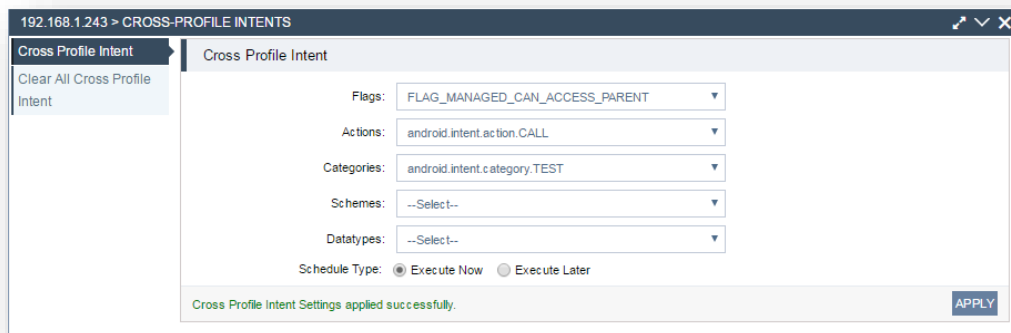 192.168.1.243 > CROSS-PROFILE INTENTS
Cross Profile Intent
Clear All Cross Profile
Intent
Cross Profile Intent
Flags: FLAG_MANAGED_CAN_ACCESS_PARENT
Actions: android.intent.action.CALL
Categories: android.intent.category.TEST
Schemes: --Select--
Datatypes: --Select--
Schedule Type: Execute Now Execute Later
Cross Profile Intent Settings applied successfully. APPLY